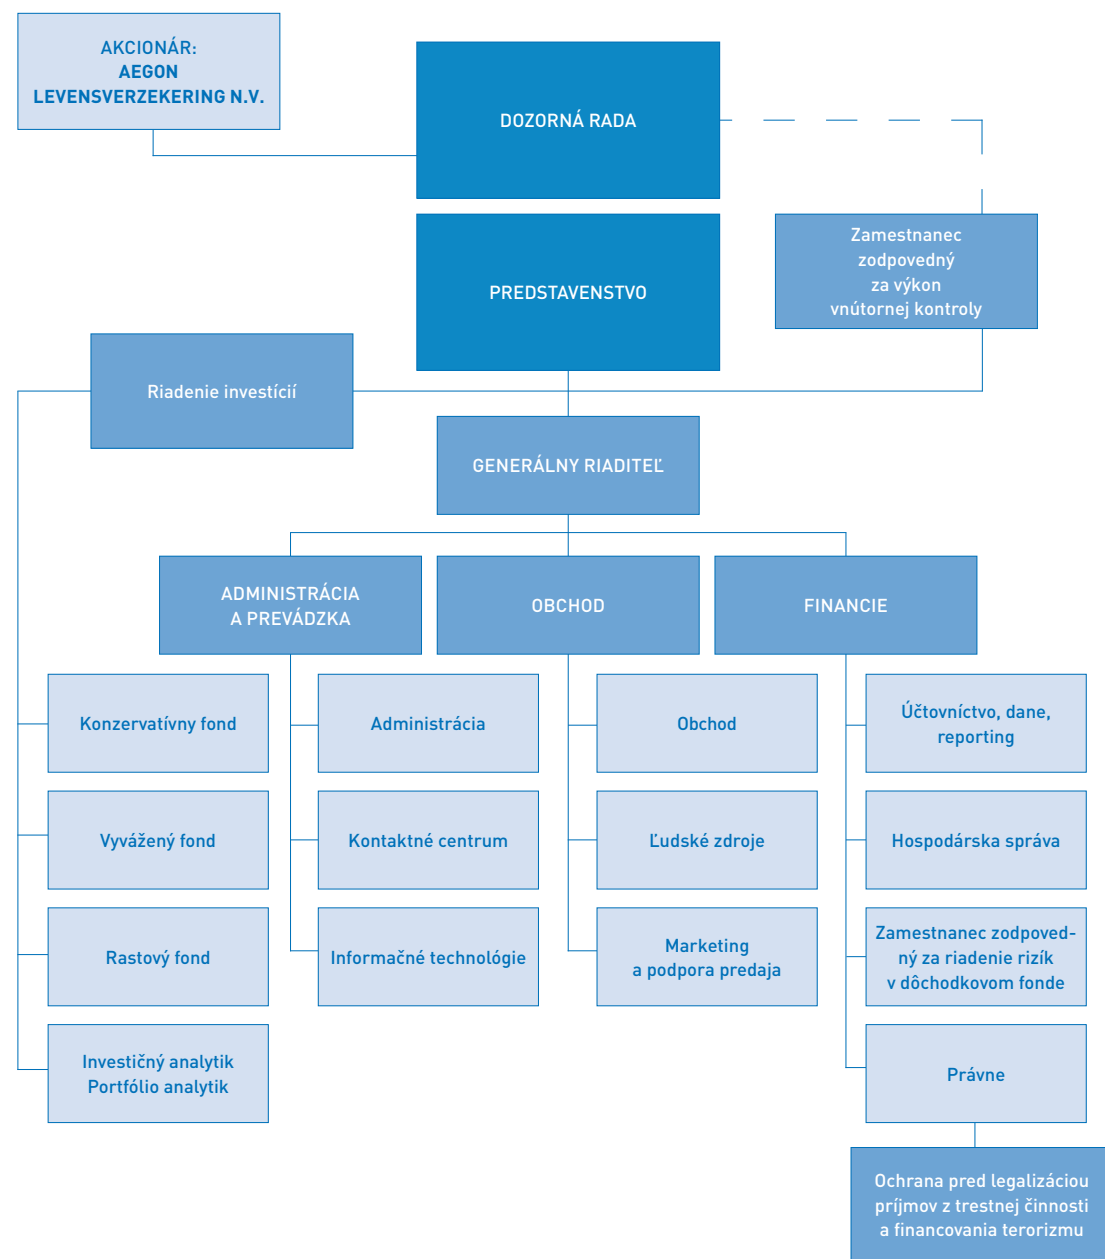 AKCIONÁR:
AEGON
LEVENSVERZEKERING N.V.
DOZORNÁ RADA
PREDSTAVENSTVO
Zamestnanec
zodpovedný
za výkon
vnútornej kontroly
Riadenie investícií
GENERÁLNY RIADITEĽ
ADMINISTRÁCIA
A PREVÁDZKA
OBCHOD
FINANCIE
Konzervatívny fond
Administrácia
Obchod
Účtovníctvo, dane,
reporting
Vyvážený fond
Kontaktné centrum
Ľudské zdroje
Hospodárska správa
Rastový fond
Informačné technológie
Marketing
a podpora predaja
Zamestnanec zodpoved-
ný za riadenie rizík
v dôchodkovom fonde
Investičný analytik
Portfólio analytik
Právne
Ochrana pred legalizáciou
príjmov z trestnej činnosti
a financovania terorizmu